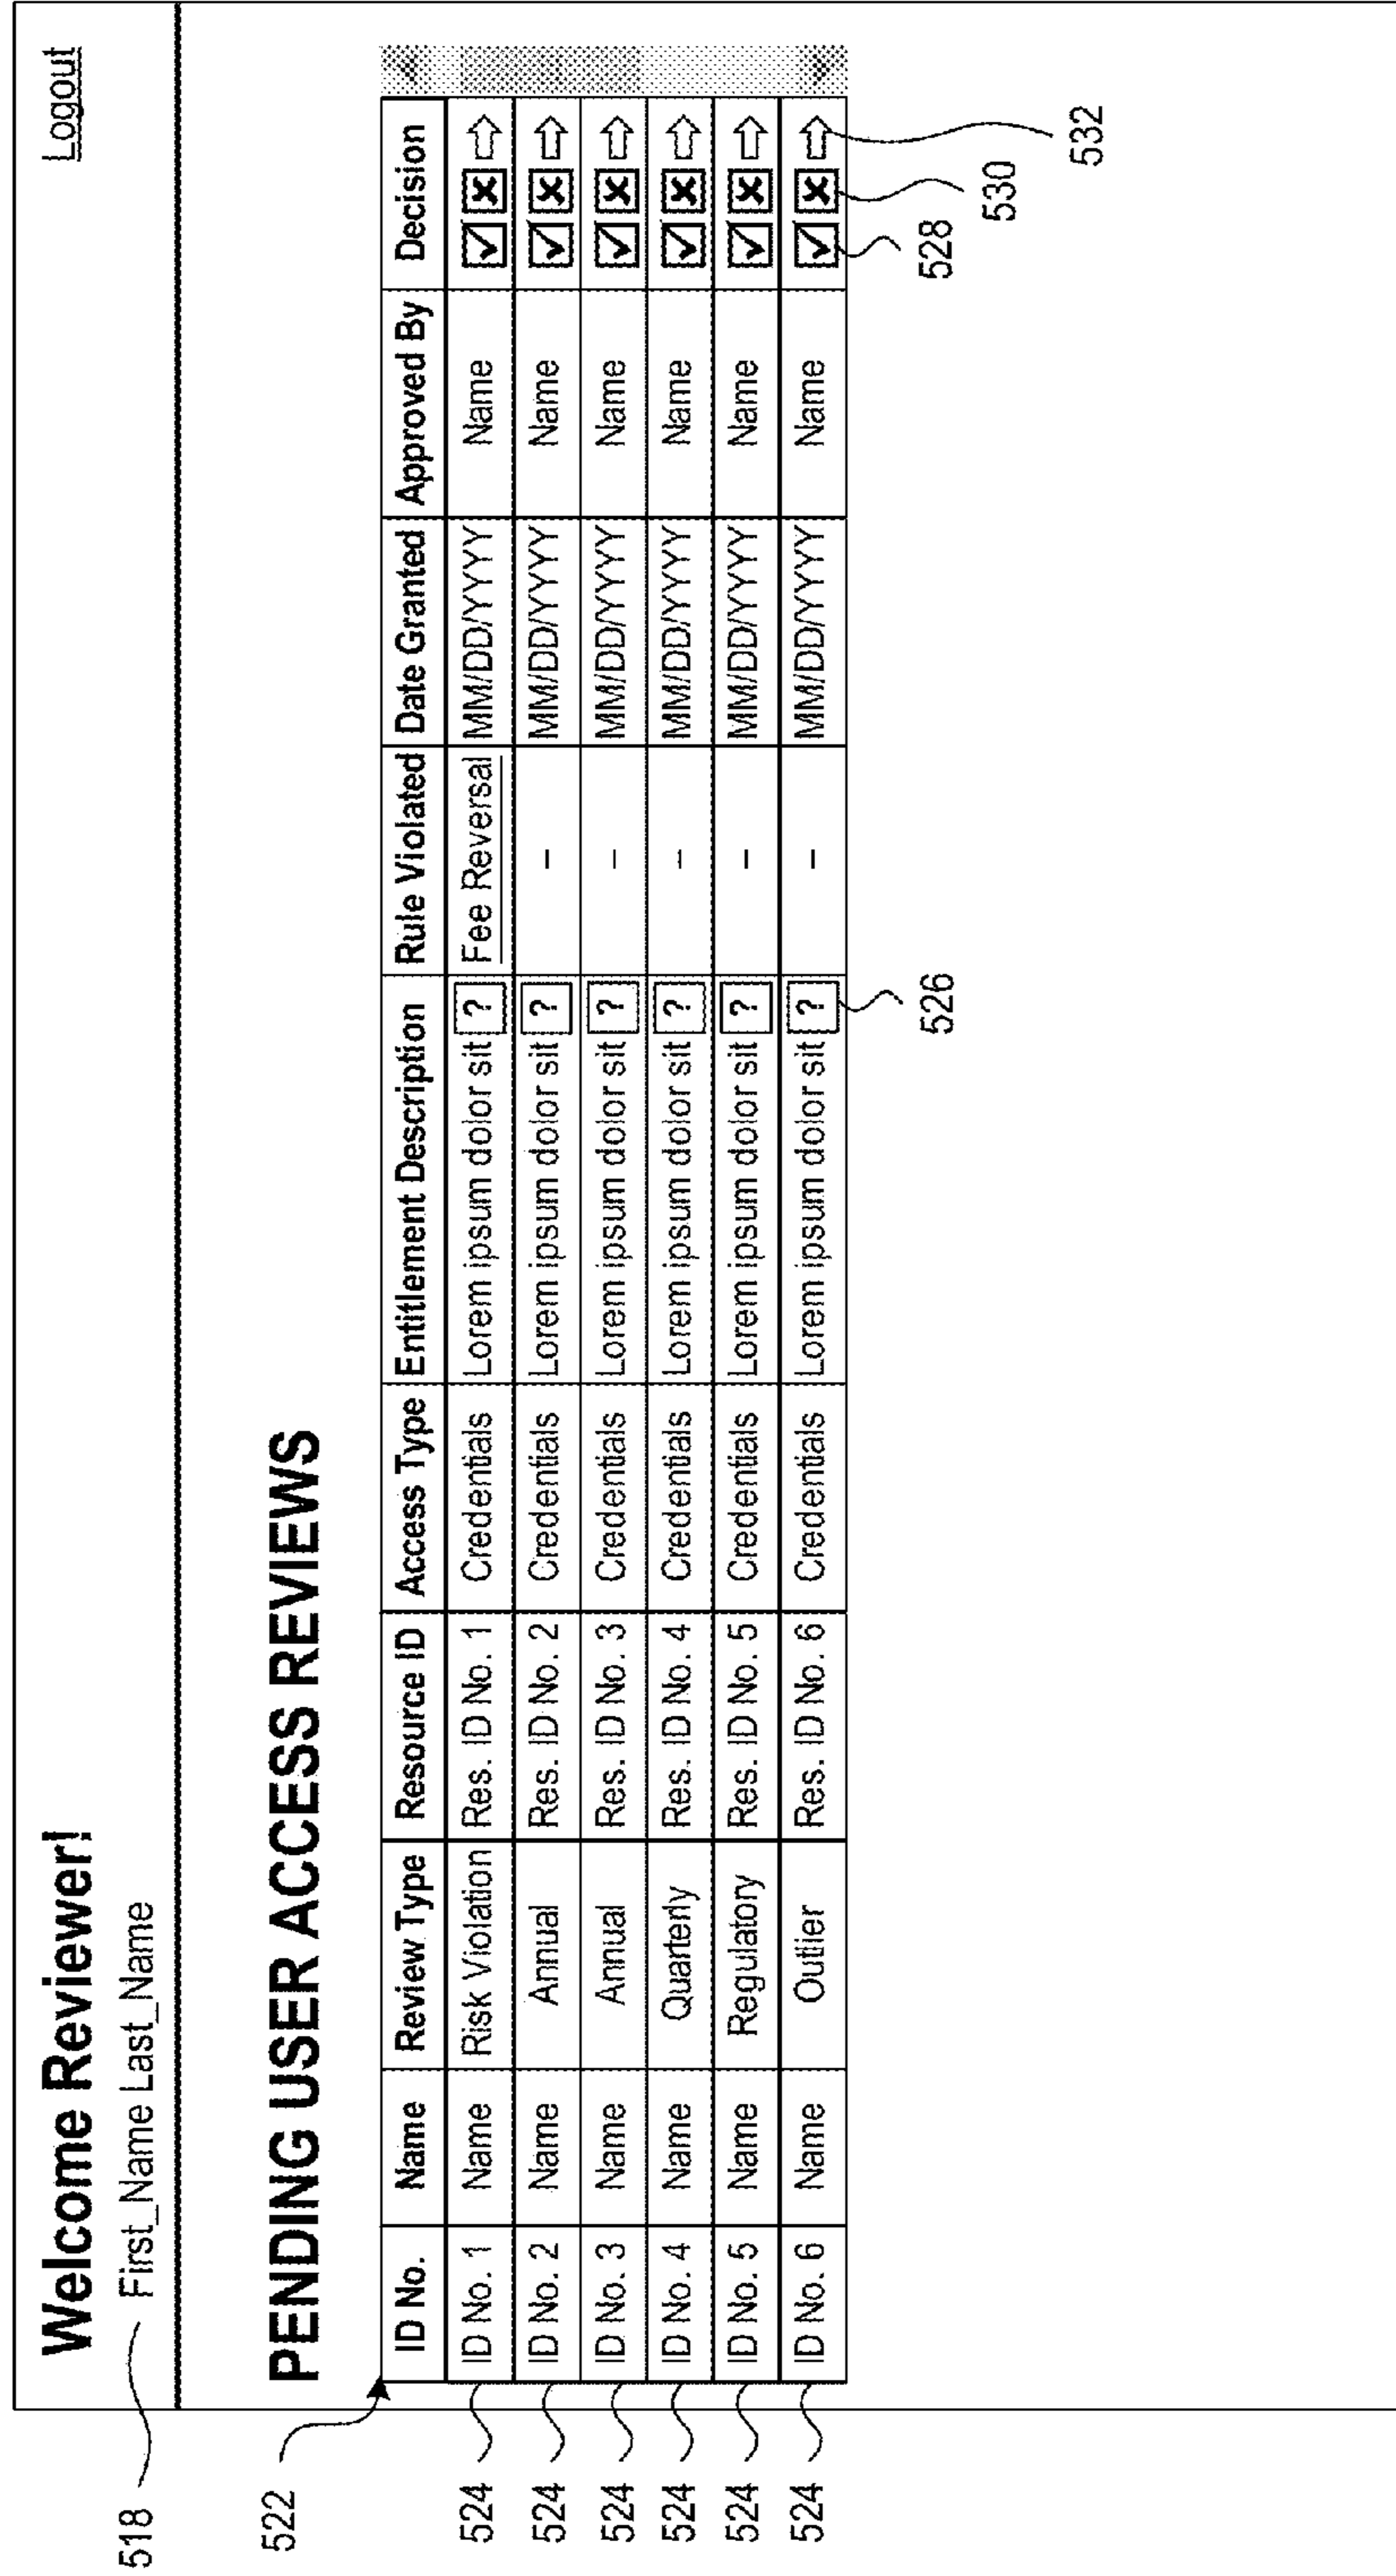 Welcome Reviewer!
Logout
518 First_Name Last_Name
PENDING USER ACCESS REVIEWS
522
ID No. Name Review Type Resource ID Access Type Entitlement Description Rule Violated Date Granted Approved By Decision
524 ID No. 1 Name Risk Violation Res. ID No. 1 Credentials Lorem ipsum dolor sit ? Fee Reversal MM/DD/YYYY Name
524 ID No. 2 Name Annual Res. ID No. 2 Credentials Lorem ipsum dolor sit ? – MM/DD/YYYY Name
524 ID No. 3 Name Annual Res. ID No. 3 Credentials Lorem ipsum dolor sit ? – MM/DD/YYYY Name
524 ID No. 4 Name Quarterly Res. ID No. 4 Credentials Lorem ipsum dolor sit ? – MM/DD/YYYY Name
524 ID No. 5 Name Regulatory Res. ID No. 5 Credentials Lorem ipsum dolor sit ? – MM/DD/YYYY Name
524 ID No. 6 Name Outlier Res. ID No. 6 Credentials Lorem ipsum dolor sit ? – MM/DD/YYYY Name
526 528 530 532